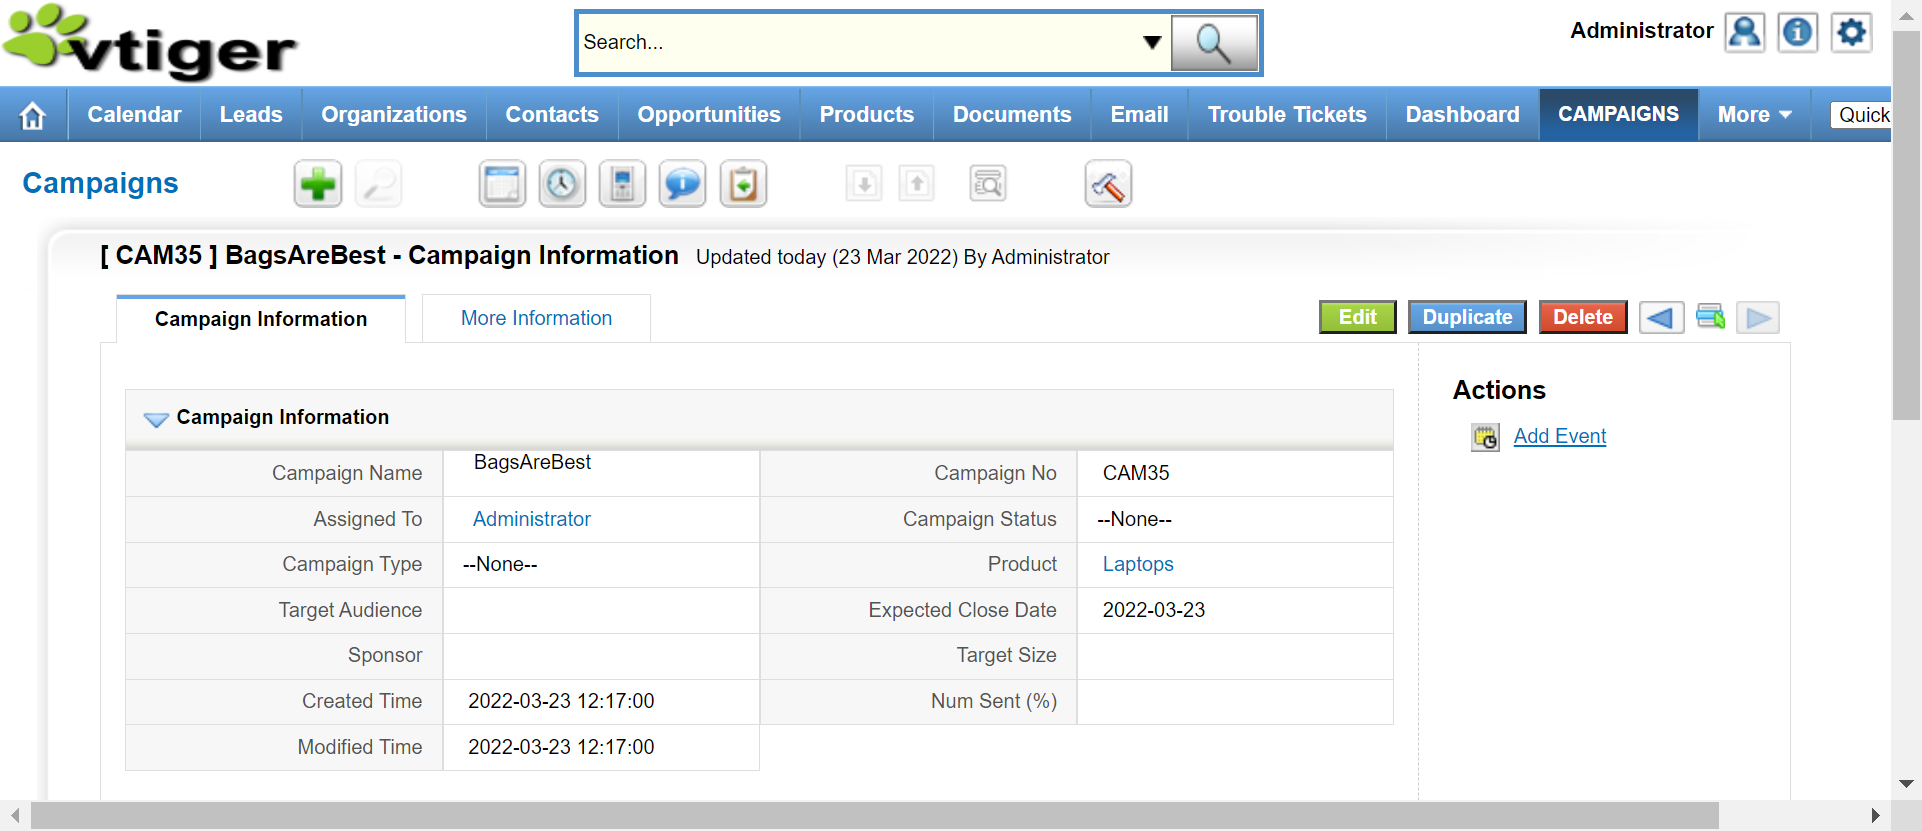 vtiger
Search...
Administrator
Calendar Leads Organizations Contacts Opportunities Products Documents Email Trouble Tickets Dashboard CAMPAIGNS More Quick
Campaigns
[ CAM35 ] BagsAreBest - Campaign Information Updated today (23 Mar 2022) By Administrator
Campaign Information More Information Edit Duplicate Delete
Actions
Add Event
Campaign Information
Campaign Name BagsAreBest Campaign No CAM35
Assigned To Administrator Campaign Status --None--
Campaign Type --None-- Product Laptops
Target Audience Expected Close Date 2022-03-23
Sponsor Target Size
Created Time 2022-03-23 12:17:00 Num Sent (%)
Modified Time 2022-03-23 12:17:00